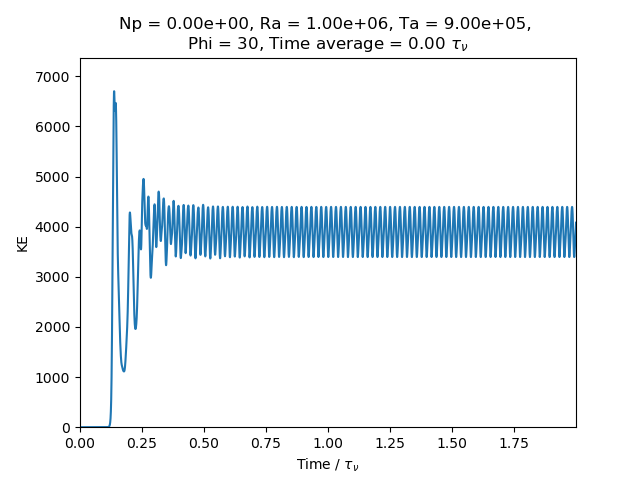 Np = 0.00e+00, Ra = 1.00e+06, Ta = 9.00e+05,
Phi = 30, Time average = 0.00 τν
7000
6000
5000
4000
3000
2000
1000
0
KE
0.00 0.25 0.50 0.75 1.00 1.25 1.50 1.75
Time / τν